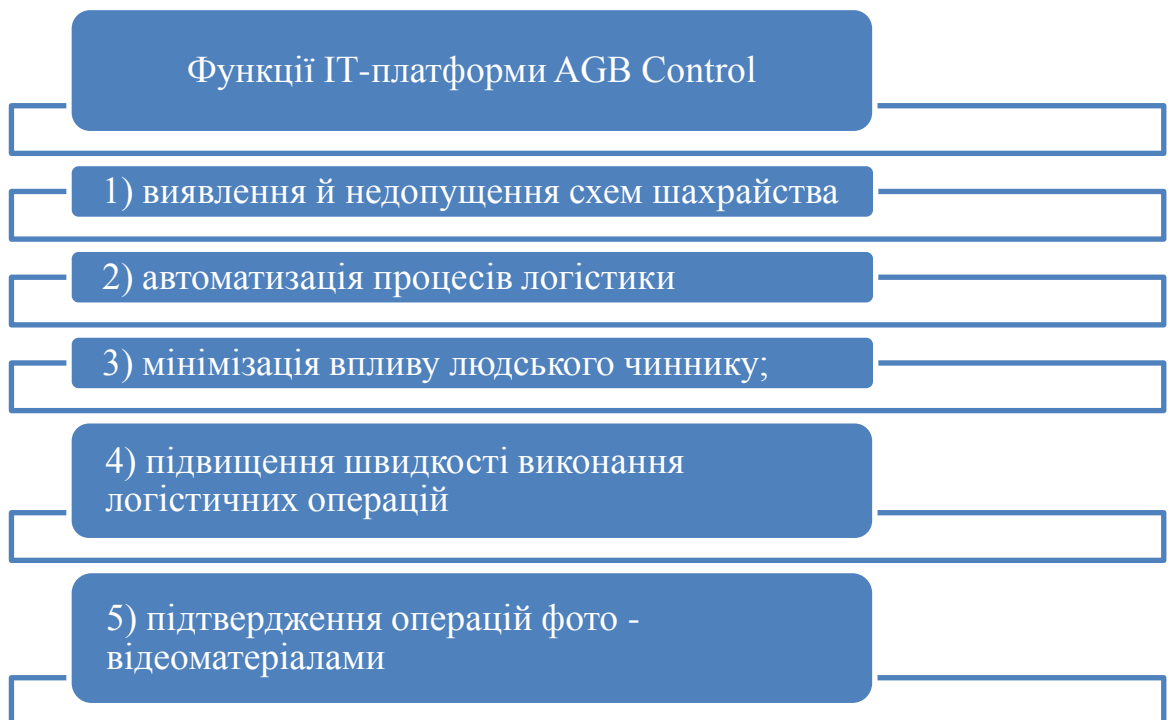 Функції ІТ-платформи AGB Control
1) виявлення й недопущення схем шахрайства
2) автоматизація процесів логістики
3) мінімізація впливу людського чиннику;
4) підвищення швидкості виконання
логістичних операцій
5) підтвердження операцій фото -
відеоматеріалами